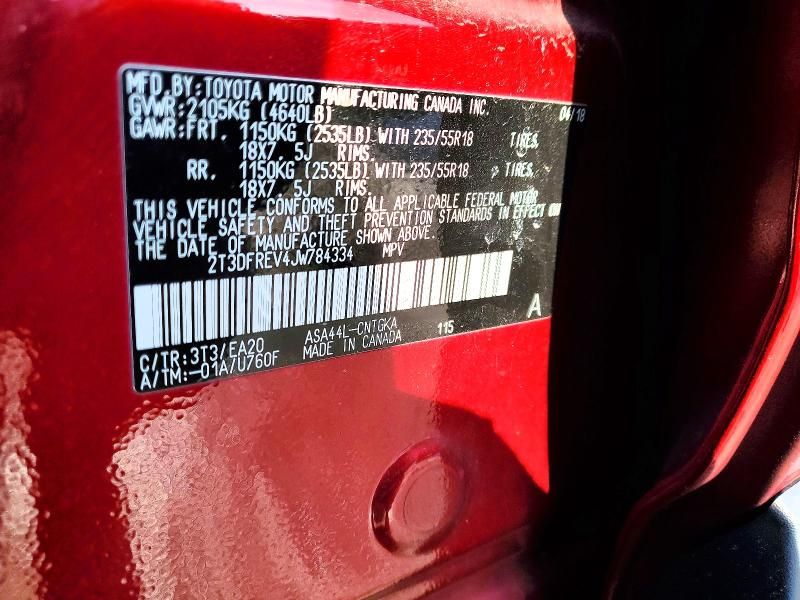 MFD. BY: TOYOTA MOTOR MANUFACTURING CANADA INC. 04/18
GVWR: 2105KG (4640LB)
GAWR: FRT. 1150KG (2535LB) WITH 235/55R18 TIRES.
18X7. 5J RIMS.
RR. 1150KG (2535LB) WITH 235/55R18 TIRES.
18X7. 5J RIMS.
THIS VEHICLE CONFORMS TO ALL APPLICABLE FEDERAL MOTOR
VEHICLE SAFETY AND THEFT PREVENTION STANDARDS IN EFFECT ON
THE DATE OF MANUFACTURE SHOWN ABOVE.
2T3DFREV4JW784334 MPV
A
C/TR: 3T3/EA20 ASA44L-CNTGKA 115
A/TM: -01A/U760F MADE IN CANADA